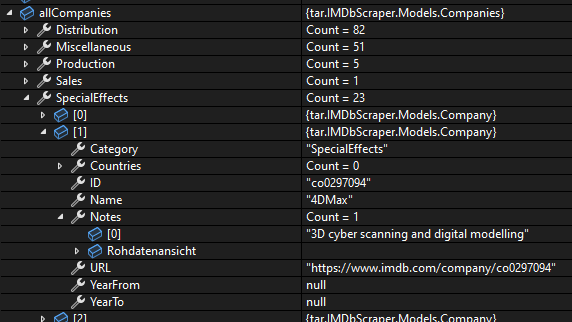 allCompanies {tar.IMDbScraper.Models.Companies}
Distribution Count = 82
Miscellaneous Count = 51
Production Count = 5
Sales Count = 1
SpecialEffects Count = 23
[0] {tar.IMDbScraper.Models.Company}
[1] {tar.IMDbScraper.Models.Company}
Category "SpecialEffects"
Countries Count = 0
ID "co0297094"
Name "4DMax"
Notes Count = 1
[0] "3D cyber scanning and digital modelling"
Rohdatenansicht
URL "https://www.imdb.com/company/co0297094"
YearFrom null
YearTo null
[2] {tar.IMDbScraper.Models.Company}